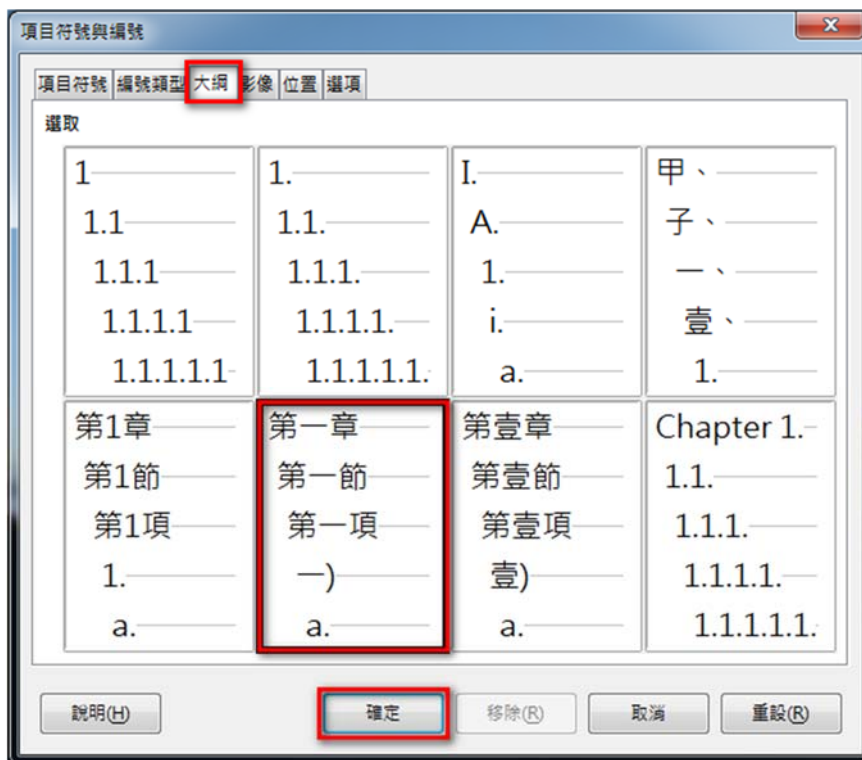 項目符號與編號
項目符號 編號類型 大綱 影像 位置 選項
選取
1
1.1
1.1.1
1.1.1.1
1.1.1.1.1
1.
1.1.
1.1.1.
1.1.1.1.
1.1.1.1.1.
I.
A.
1.
i.
a.
甲、
子、
一、
壹、
1.
第1章
第1節
第1項
1.
a.
第一章
第一節
第一項
一)
a.
第壹章
第壹節
第壹項
壹)
a.
Chapter 1.
1.1.
1.1.1.
1.1.1.1.
1.1.1.1.1.
說明(H) 確定 移除(R) 取消 重設(R)